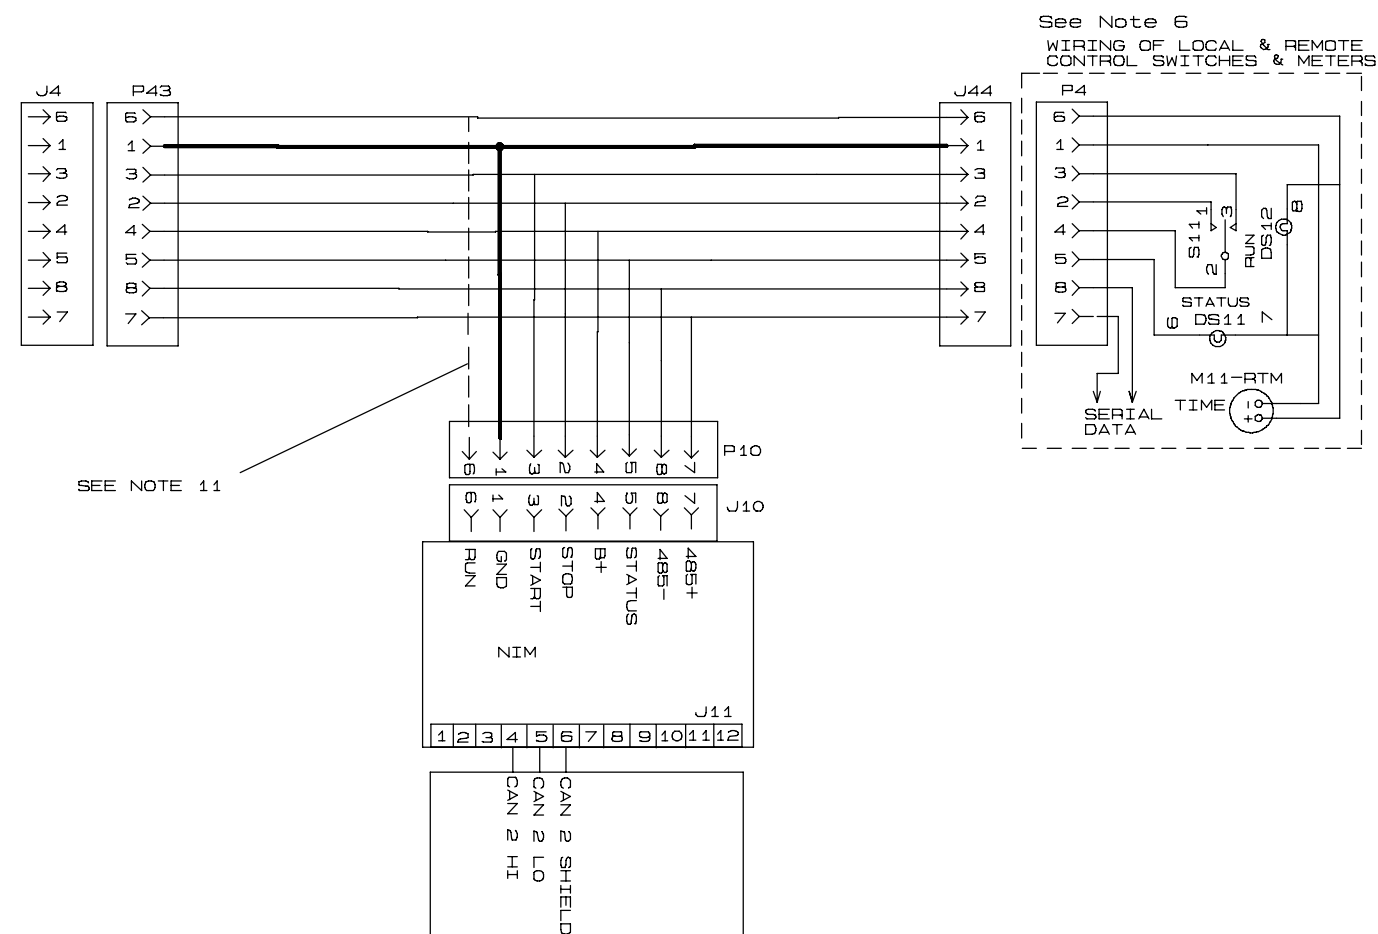 See Note 6
WIRING OF LOCAL & REMOTE
CONTROL SWITCHES & METERS
J4
P43
J44
P4
6
1
3
2
4
5
8
7
6
1
3
2
4
5
8
7
6
1
3
2
4
5
8
7
6
1
3
2
4
5
8
7
S11
1
3
2
RUN
DS12
8
STATUS
DS11
6
7
M11-RTM
TIME
-
+
SERIAL
DATA
SEE NOTE 11
P10
6 1 3 2 4 5 8 7
J10
6 1 3 2 4 5 8 7
RUN
GND
START
STOP
B+
STATUS
485-
485+
NIM
J11
1 2 3 4 5 6 7 8 9 10 11 12
CAN 2 HI
CAN 2 LO
CAN 2 SHIELD